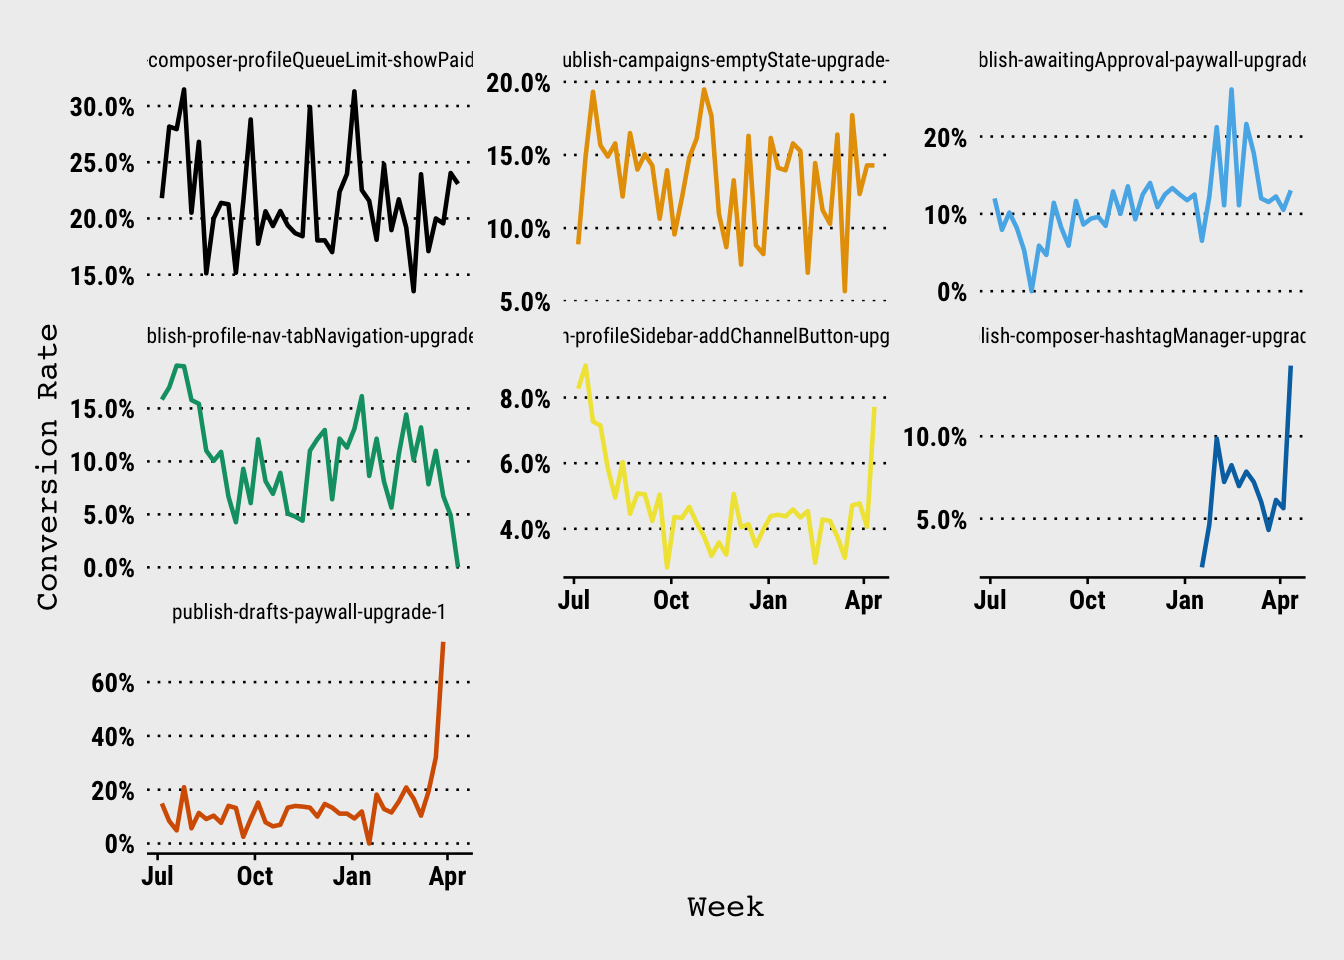 -composer-profileQueueLimit-showPaid
ublish-campaigns-emptyState-upgrade-
blish-awaitingApproval-paywall-upgrade
30.0%
25.0%
20.0%
15.0%
20.0%
15.0%
10.0%
5.0%
20%
10%
0%
Conversion Rate
blish-profile-nav-tabNavigation-upgrade
n-profileSidebar-addChannelButton-upg
lish-composer-hashtagManager-upgrad
15.0%
10.0%
5.0%
0.0%
8.0%
6.0%
4.0%
10.0%
5.0%
Jul Oct Jan Apr
Jul Oct Jan Apr
publish-drafts-paywall-upgrade-1
60%
40%
20%
0%
Jul Oct Jan Apr
Week